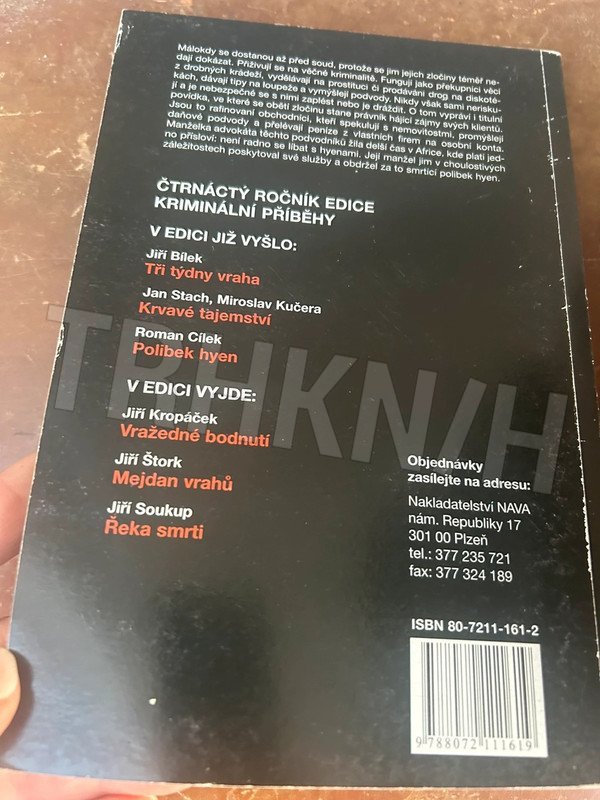 Málokdy se dostanou až před soud, protože se jim jejich zločiny téměř ne-
dají dokázat. Přiživují se na věčné kriminalitě. Fungují jako překupníci věcí
z drobných krádeží, vydělávají na prostituci či prodávání drog na diskoté-
kách, dávají tipy na loupeže a vymýšlejí podvody. Nikdy však sami nerisku-
jí a je nebezpečné se s nimi zaplést nebo je dráždit. O tom vypráví i titulní
povídka, ve které se obětí zločinu stane právník hájící zájmy svých klientů.
Jsou to rafinovaní obchodníci, kteří spekulují s nemovitostmi, promýšlejí
daňové podvody a přelévají peníze z vlastních firem na osobní konta.
Manželka advokáta těchto podvodníků žila delší čas v Africe, kde platí jed-
no přísloví: není radno se líbat s hyenami. Její manžel jim v choulostivých
záležitostech poskytoval své služby a obdržel za to smrtící polibek hyen.
ČTRNÁCTÝ ROČNÍK EDICE
KRIMINÁLNÍ PŘÍBĚHY
V EDICI JIŽ VYŠLO:
Jiří Bílek
Tři týdny vraha
Jan Stach, Miroslav Kučera
Krvavé tajemství
Roman Cílek
Polibek hyen
V EDICI VYJDE:
Jiří Kropáček
Vražedné bodnutí
Jiří Štork
Mejdan vrahů
Jiří Soukup
Řeka smrti
Objednávky
zasílejte na adresu:
Nakladatelství NAVA
nám. Republiky 17
301 00 Plzeň
tel.: 377 235 721
fax: 377 324 189
ISBN 80-7211-161-2
9 788072 111619
TRHKN/H